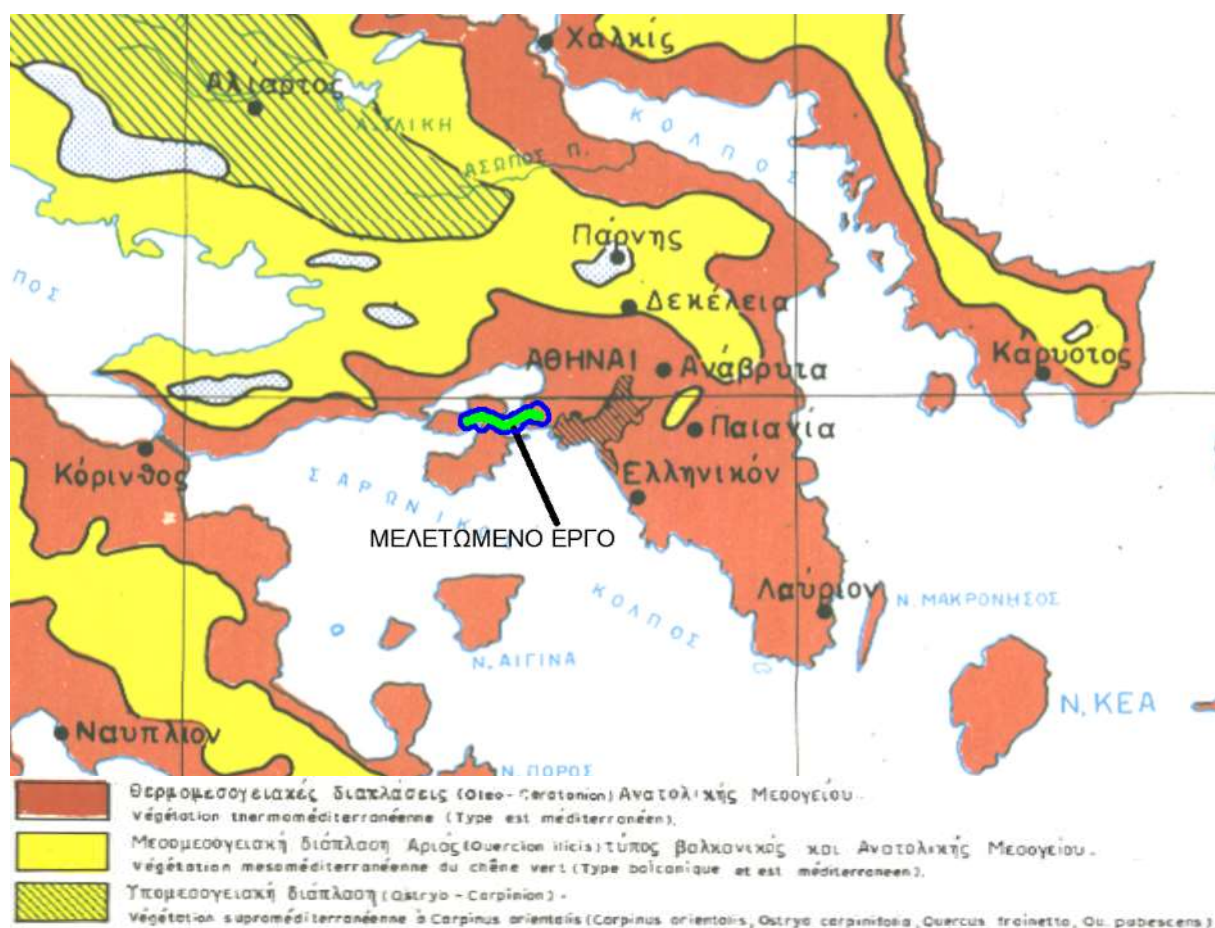 Χαλκίς
Αλίαρτος
Λ. ΥΛΙΚΗ
ΚΟΛΠΟΣ
ΑΣΩΠΟΣ Π.
Πάρνης
ΠΟΣ
Δεκέλεια
ΑΘΗΝΑΙ
Ανάβρυτα
Κάρυστος
Παιανία
Κόρινθος
ΣΑΡΩΝΙΚΟΣ
Ελληνικόν
ΜΕΛΕΤΩΜΕΝΟ ΕΡΓΟ
ΚΟΛΠΟΣ
Λαύριον
Ν. ΜΑΚΡΟΝΗΣΟΣ
Ν. ΑΙΓΙΝΑ
Ν. ΚΕΑ
Ναυπλιον
Ν. ΠΟΡΟΣ
Θερμομεσογειακές διαπλάσεις (Oleo-Ceratonion) Ανατολικής Μεσογείου.
Végétation thermoméditerranéenne (Type est méditerranéen).
Μεσομεσογειακή διάπλαση Αριάς (Quercion ilicis) τύπος βαλκανικός και Ανατολικής Μεσογείου.
Végétation mesoméditerranéenne du chêne vert (Type balcanique et est méditerraneen).
Υπομεσογειακή διάπλαση (Ostryo-Carpinion).
Végétation supraméditerranéenne à Carpinus orientalis (Carpinus orientalis, Ostrya carpinifolia, Quercus frainetto, Qu. pubescens)